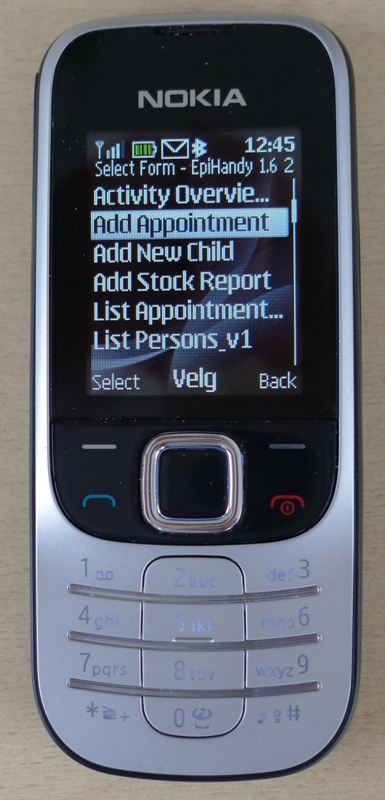 NOKIA
12:45
Select Form - EpiHandy 1.6 2
Activity Overvie...
Add Appointment
Add New Child
Add Stock Report
List Appointment...
List Persons_v1
Select Velg Back
1 2abc def3
4ghi 5jkl mno6
7pqrs 8tuv wxyz9
*+ 0 #